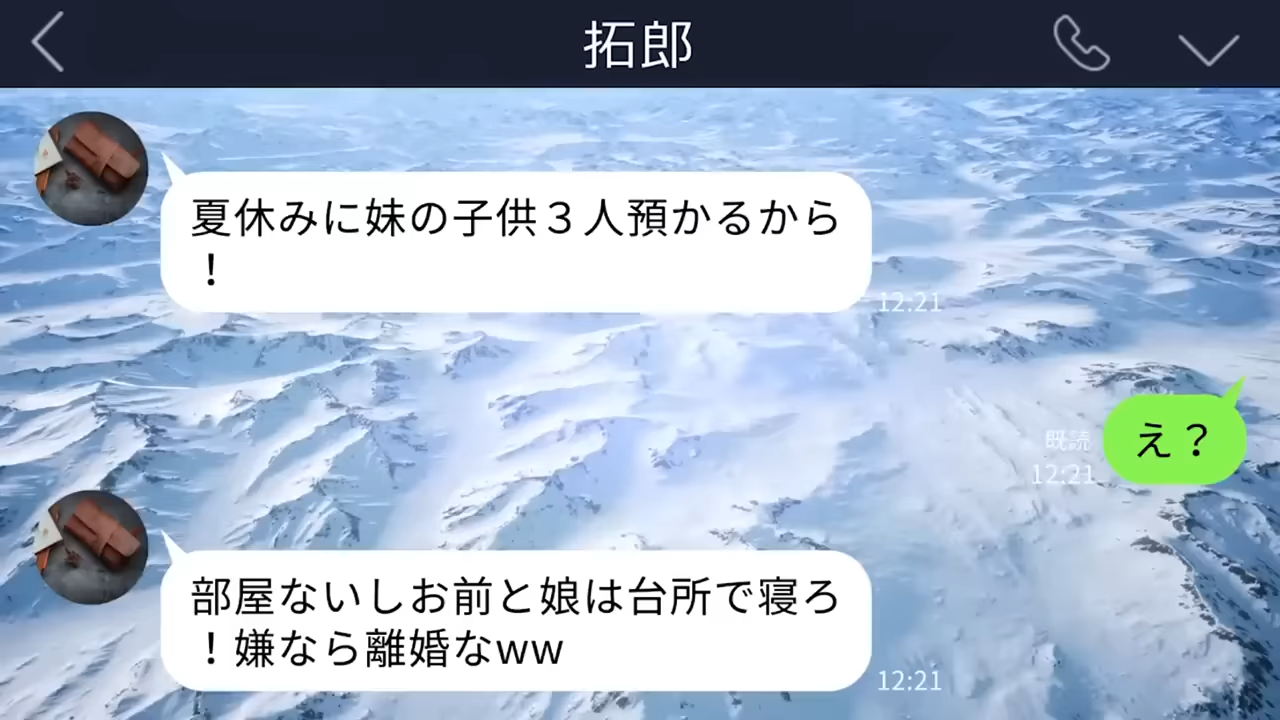 拓郎
夏休みに妹の子供３人預かるから
！
12:21
え？
既読
12:21
部屋ないしお前と娘は台所で寝ろ
！嫌なら離婚なww
12:21